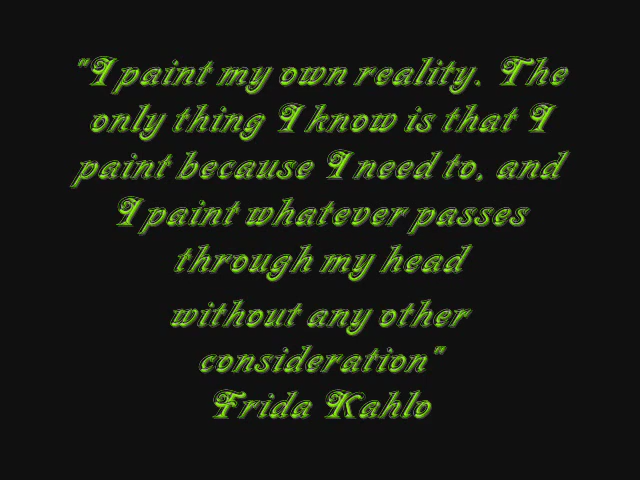 "I paint my own reality. The
only thing I know is that I
paint because I need to, and
I paint whatever passes
through my head
without any other
consideration"
Frida Kahlo